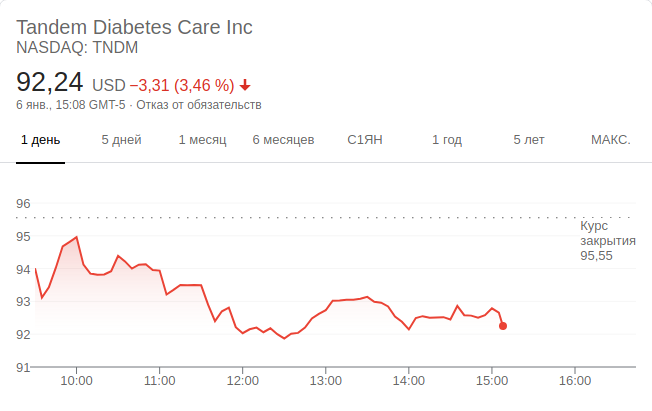 Tandem Diabetes Care Inc
NASDAQ: TNDM
92,24 USD −3,31 (3,46 %)
6 янв., 15:08 GMT-5 · Отказ от обязательств
1 день 5 дней 1 месяц 6 месяцев С1ЯН 1 год 5 лет МАКС.
96
Курс
закрытия
95,55
95
94
93
92
91
10:00 11:00 12:00 13:00 14:00 15:00 16:00